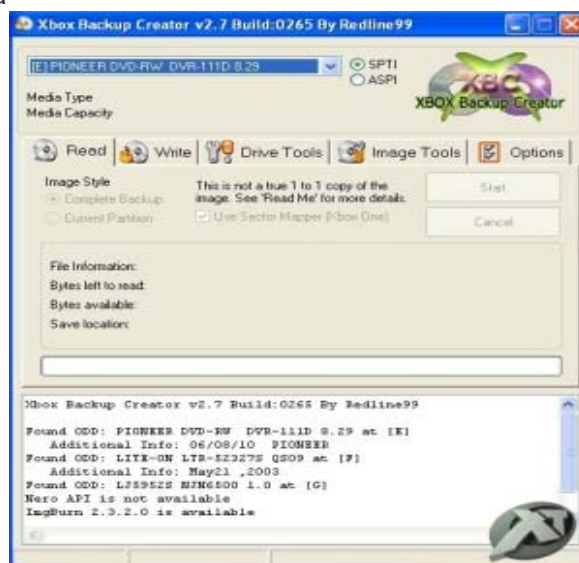 Xbox Backup Creator v2.7 Build:0265 By Redline99
[E] PIONEER DVD-RW DVR-111D 8.29
SPTI
ASPI
Media Type
Media Capacity
XBC
XBOX Backup Creator
Read
Write
Drive Tools
Image Tools
Options
Image Style
Complete Backup
Current Partition
This is not a true 1 to 1 copy of the
image. See 'Read Me' for more details.
Use Sector Mapper (Xbox One)
Start
Cancel
File Information:
Bytes left to read:
Bytes available:
Save location:
Xbox Backup Creator v2.7 Build:0265 By Redline99
Found ODD: PIONEER DVD-RW DVR-111D 8.29 at [E]
Additional Info: 06/08/10 PIONEER
Found ODD: LITE-ON LTR-52327S QS09 at [F]
Additional Info: May21 ,2003
Found ODD: 1.0 at [G]
Nero API is not available
ImgBurn 2.3.2.0 is available